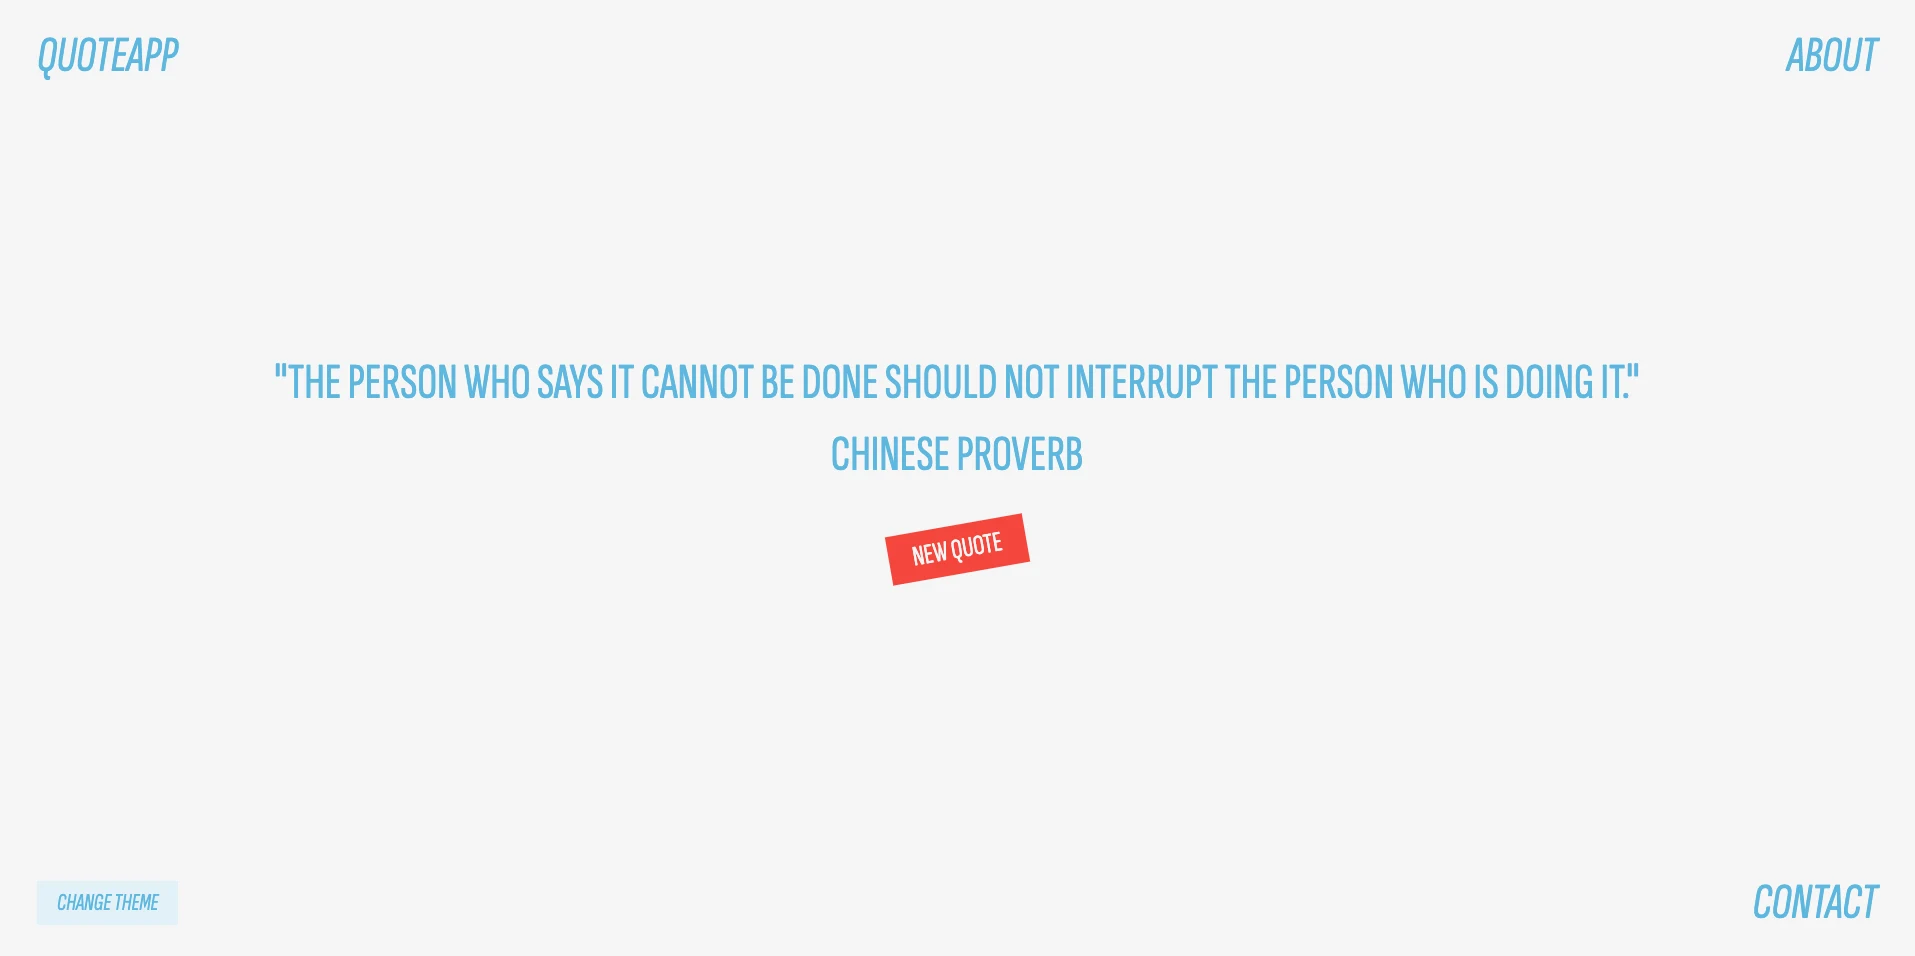 QUOTEAPP
ABOUT
"THE PERSON WHO SAYS IT CANNOT BE DONE SHOULD NOT INTERRUPT THE PERSON WHO IS DOING IT."
CHINESE PROVERB
NEW QUOTE
CHANGE THEME
CONTACT